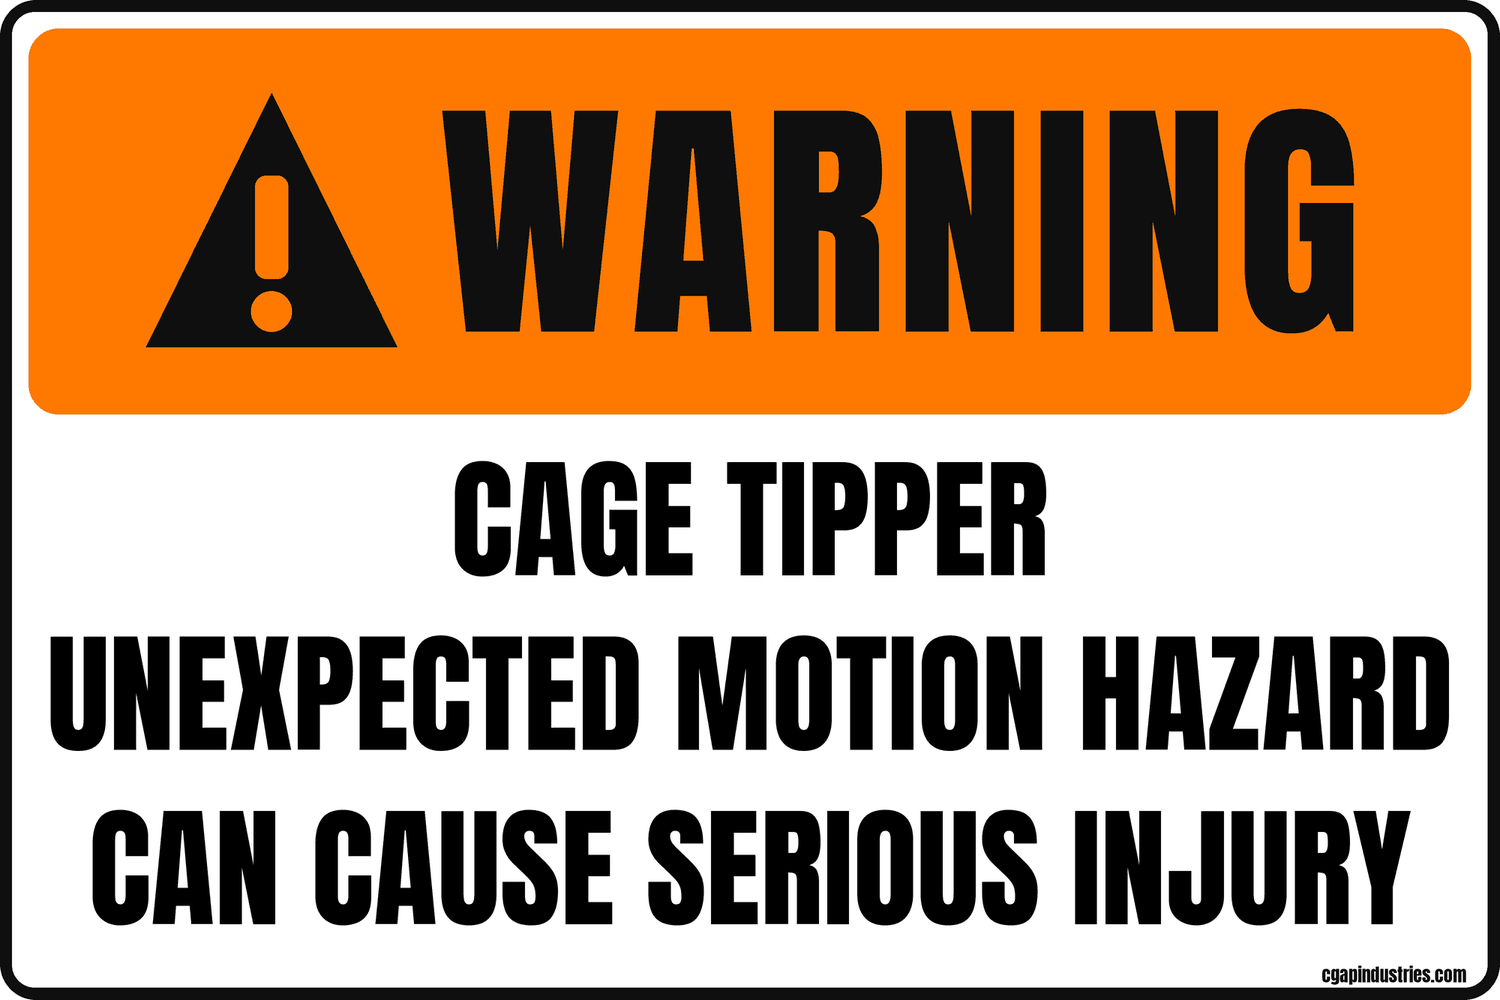 WARNING
CAGE TIPPER
UNEXPECTED MOTION HAZARD
CAN CAUSE SERIOUS INJURY
cgapindustries.com